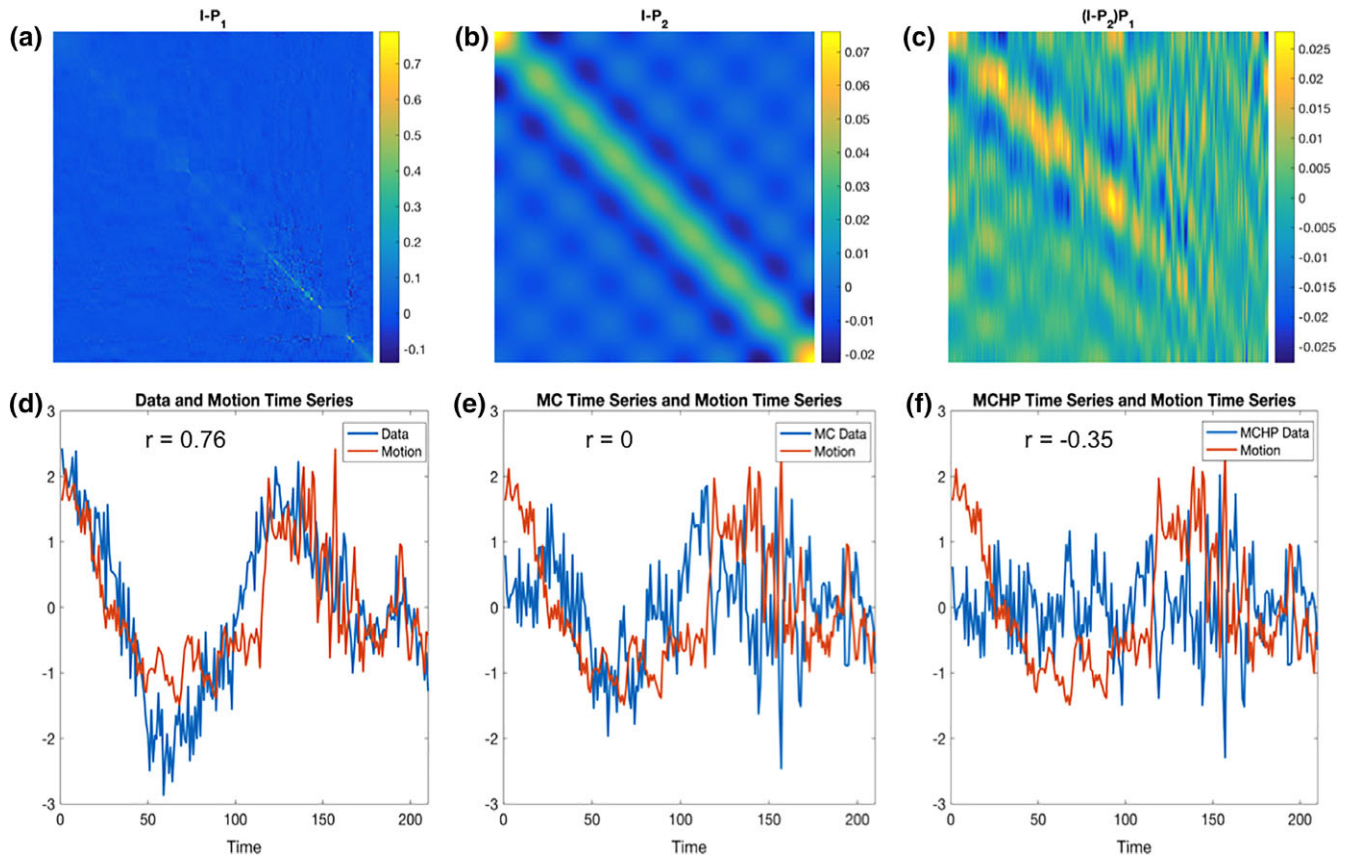 (a)
I-P1
0.7
0.6
0.5
0.4
0.3
0.2
0.1
0
-0.1
(b)
I-P2
0.07
0.06
0.05
0.04
0.03
0.02
0.01
0
-0.01
-0.02
(c)
(I-P2)P1
0.025
0.02
0.015
0.01
0.005
0
-0.005
-0.01
-0.015
-0.02
-0.025
(d)
Data and Motion Time Series
r = 0.76
Data
Motion
3
2
1
0
-1
-2
-3
0 50 100 150 200
Time
(e)
MC Time Series and Motion Time Series
r = 0
MC Data
Motion
3
2
1
0
-1
-2
-3
0 50 100 150 200
Time
(f)
MCHP Time Series and Motion Time Series
r = -0.35
MCHP Data
Motion
3
2
1
0
-1
-2
-3
0 50 100 150 200
Time